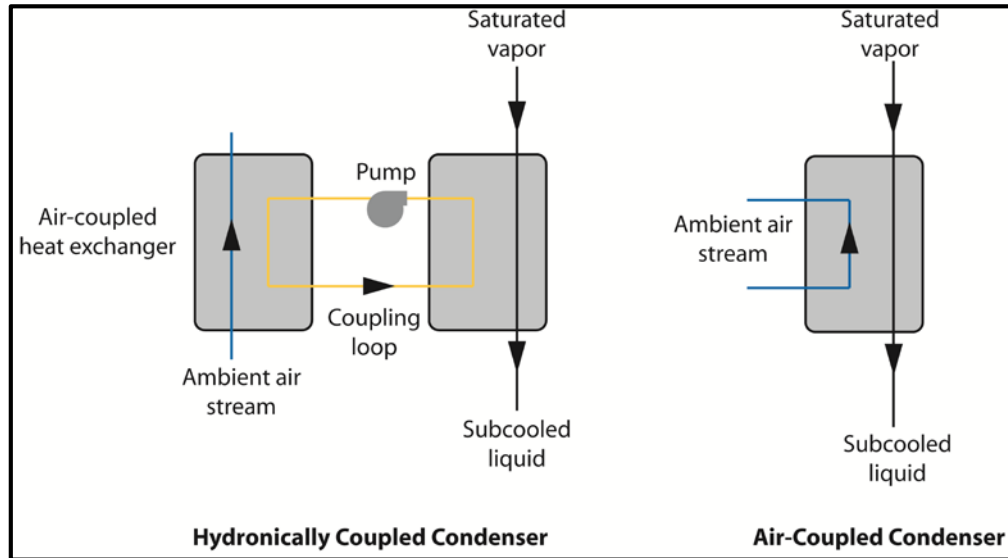 Saturated
vapor
Pump
Air-coupled
heat exchanger
Coupling
loop
Ambient air
stream
Subcooled
liquid
Hydronically Coupled Condenser
Saturated
vapor
Ambient air
stream
Subcooled
liquid
Air-Coupled Condenser